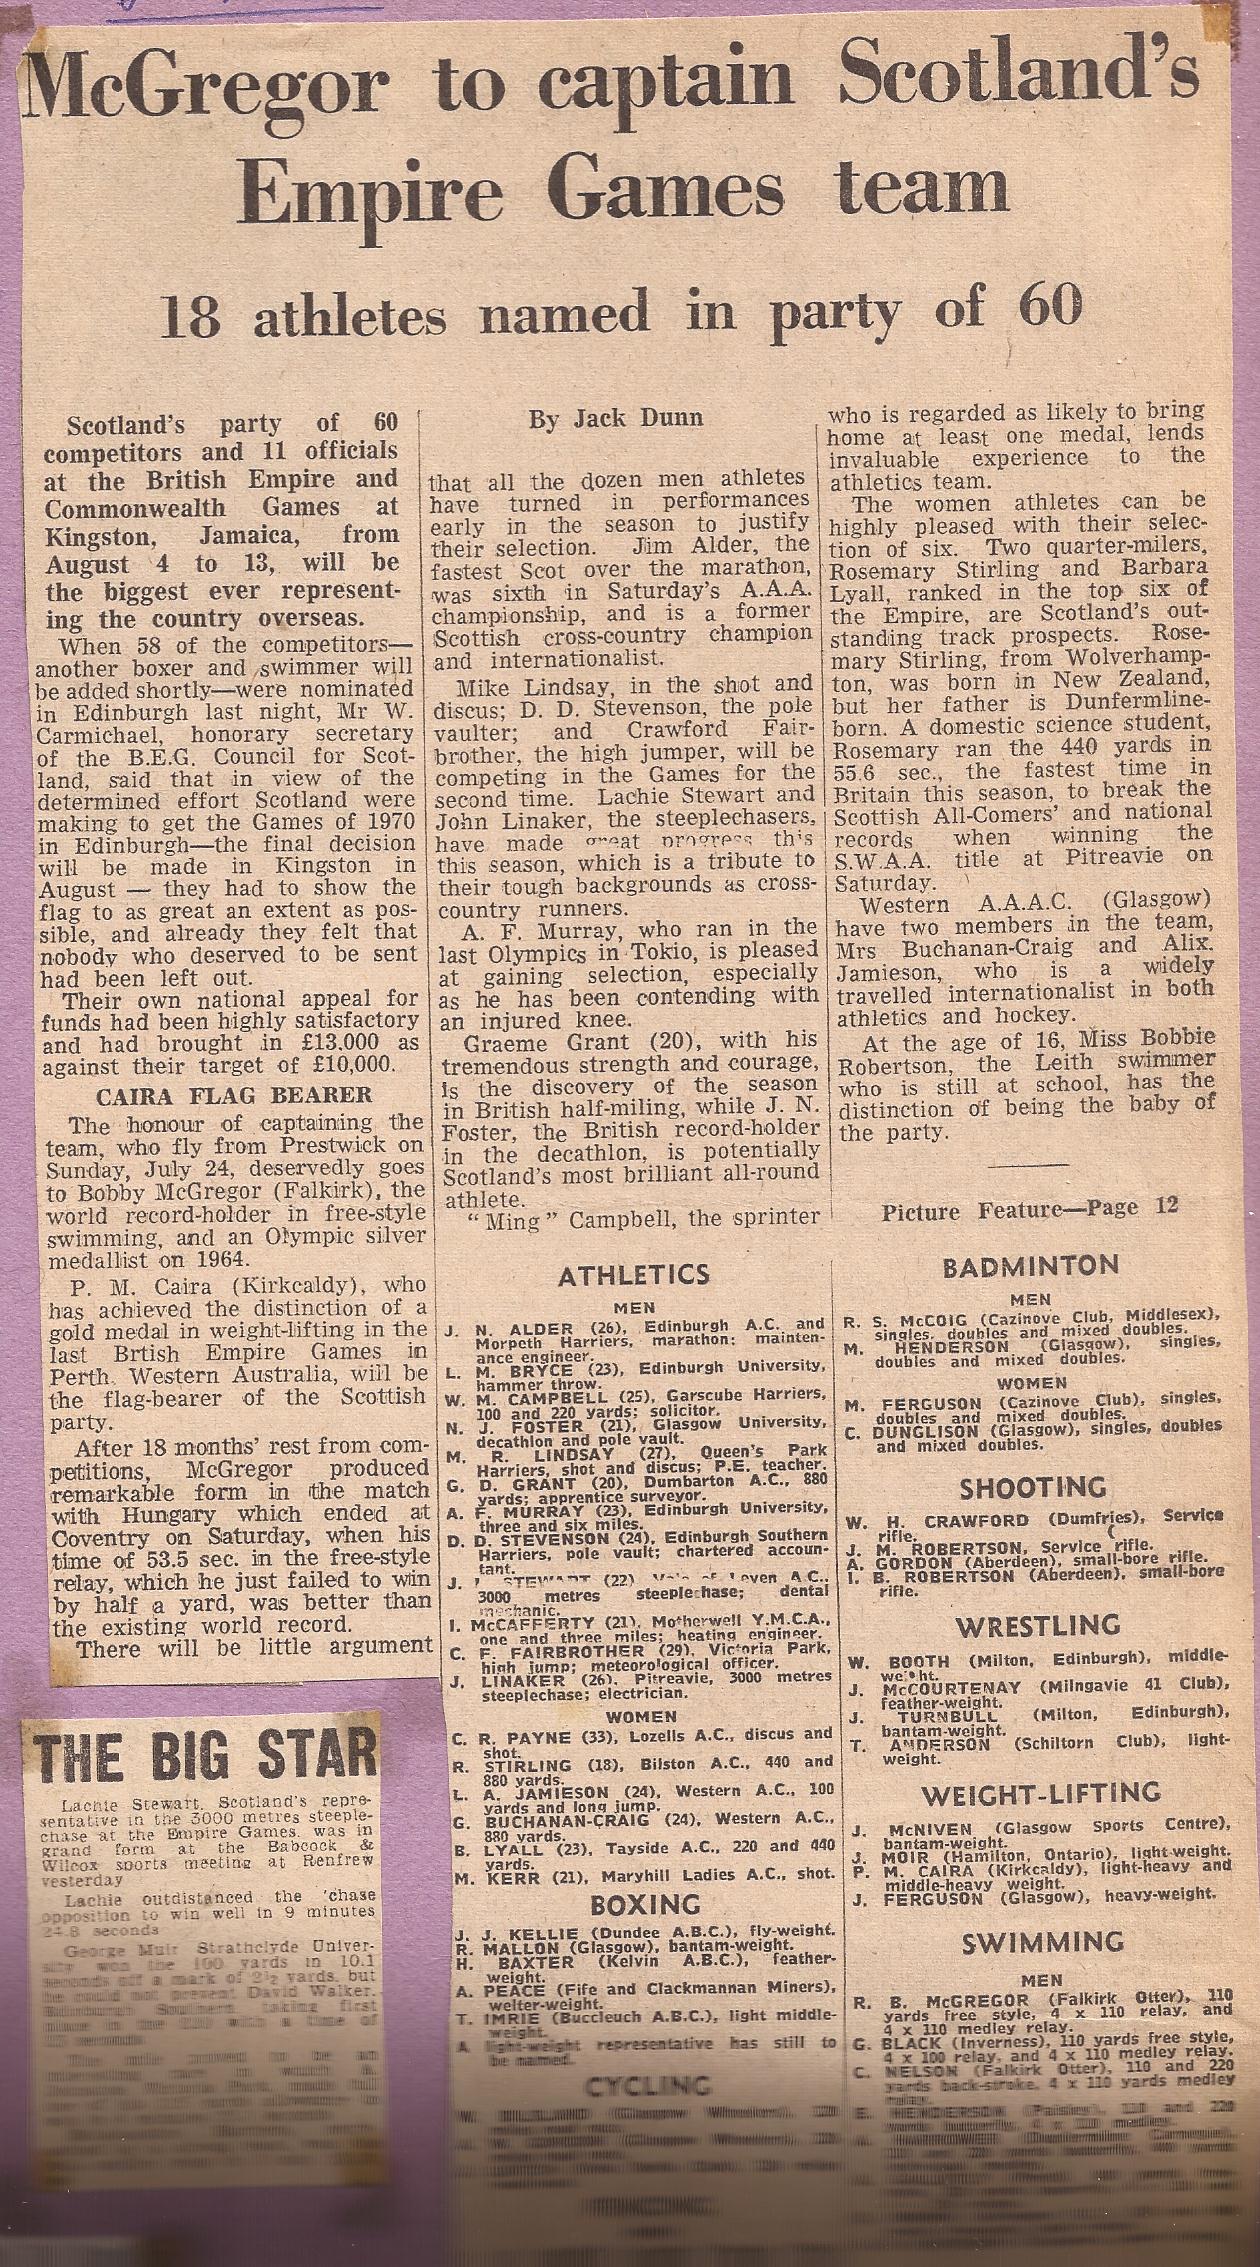 McGregor to captain Scotland's
Empire Games team
18 athletes named in party of 60
Scotland's party of 60
competitors and 11 officials
at the British Empire and
Commonwealth Games at
Kingston, Jamaica, from
August 4 to 13, will be
the biggest ever represent-
ing the country overseas.
When 58 of the competitors—
another boxer and swimmer will
be added shortly—were nominated
in Edinburgh last night, Mr W.
Carmichael, honorary secretary
of the B.E.G. Council for Scot-
land, said that in view of the
determined effort Scotland were
making to get the Games of 1970
in Edinburgh—the final decision
will be made in Kingston in
August — they had to show the
flag to as great an extent as pos-
sible, and already they felt that
nobody who deserved to be sent
had been left out.
Their own national appeal for
funds had been highly satisfactory
and had brought in £13.000 as
against their target of £10,000.
CAIRA FLAG BEARER
The honour of captaining the
team, who fly from Prestwick on
Sunday, July 24, deservedly goes
to Bobby McGregor (Falkirk), the
world record-holder in free-style
swimming, and an Olympic silver
medallist on 1964.
P. M. Caira (Kirkcaldy), who
has achieved the distinction of a
gold medal in weight-lifting in the
last Brtish Empire Games in
Perth, Western Australia, will be
the flag-bearer of the Scottish
party.
After 18 months' rest from com-
petitions, McGregor produced
remarkable form in the match
with Hungary which ended at
Coventry on Saturday, when his
time of 53.5 sec. in the free-style
relay, which he just failed to win
by half a yard, was better than
the existing world record.
There will be little argument
By Jack Dunn
that all the dozen men athletes
have turned in performances
early in the season to justify
their selection. Jim Alder, the
fastest Scot over the marathon,
was sixth in Saturday's A.A.A.
championship, and is a former
Scottish cross-country champion
and internationalist.
Mike Lindsay, in the shot and
discus; D. D. Stevenson, the pole
vaulter; and Crawford Fair-
brother, the high jumper, will be
competing in the Games for the
second time. Lachie Stewart and
John Linaker, the steeplechasers,
have made great progress this
this season, which is a tribute to
their tough backgrounds as cross-
country runners.
A. F. Murray, who ran in the
last Olympics in Tokio, is pleased
at gaining selection, especially
as he has been contending with
an injured knee.
Graeme Grant (20), with his
tremendous strength and courage,
is the discovery of the season
in British half-miling, while J. N.
Foster, the British record-holder
in the decathlon, is potentially
Scotland's most brilliant all-round
athlete.
"Ming" Campbell, the sprinter
who is regarded as likely to bring
home at least one medal, lends
invaluable experience to the
athletics team.
The women athletes can be
highly pleased with their selec-
tion of six. Two quarter-milers,
Rosemary Stirling and Barbara
Lyall, ranked in the top six of
the Empire, are Scotland's out-
standing track prospects. Rose-
mary Stirling, from Wolverhamp-
ton, was born in New Zealand,
but her father is Dunfermline-
born. A domestic science student,
Rosemary ran the 440 yards in
55.6 sec., the fastest time in
Britain this season, to break the
Scottish All-Comers' and national
records when winning the
S.W.A.A. title at Pitreavie on
Saturday.
Western A.A.A.C. (Glasgow)
have two members in the team,
Mrs Buchanan-Craig and Alix.
Jamieson, who is a widely
travelled internationalist in both
athletics and hockey.
At the age of 16, Miss Bobbie
Robertson, the Leith swimmer
who is still at school, has the
distinction of being the baby of
the party.
Picture Feature—Page 12
ATHLETICS
MEN
J. N. ALDER (26), Edinburgh A.C. and
Morpeth Harriers, marathon; mainten-
ance engineer.
L. M. BRYCE (23), Edinburgh University,
hammer throw.
W. M. CAMPBELL (25), Garscube Harriers,
100 and 220 yards; solicitor.
N. J. FOSTER (21), Glasgow University,
decathlon and pole vault.
M. R. LINDSAY (27), Queen's Park
Harriers, shot and discus; P.E. teacher.
G. D. GRANT (20), Dumbarton A.C., 880
yards; apprentice surveyor.
A. F. MURRAY (23), Edinburgh University,
three and six miles.
D. D. STEVENSON (24), Edinburgh Southern
Harriers, pole vault; chartered accoun-
tant.
J. STEWART (22) Vale of Leven A.C.,
3000 metres steeplechase; dental
mechanic.
I. McCAFFERTY (21), Motherwell Y.M.C.A.,
one and three miles; heating engineer.
C. F. FAIRBROTHER (29), Victoria Park,
high jump; meteorological officer.
J. LINAKER (26), Pitreavie, 3000 metres
steeplechase; electrician.
WOMEN
C. R. PAYNE (33), Lozells A.C., discus and
shot.
R. STIRLING (18), Bilston A.C., 440 and
880 yards.
L. A. JAMIESON (24), Western A.C., 100
yards and long jump.
G. BUCHANAN-CRAIG (24), Western A.C.,
880 yards.
B. LYALL (23), Tayside A.C., 220 and 440
yards.
M. KERR (21), Maryhill Ladies A.C., shot.
BOXING
J. J. KELLIE (Dundee A.B.C.), fly-weight.
R. MALLON (Glasgow), bantam-weight.
H. BAXTER (Kelvin A.B.C.), feather-
weight.
A. PEACE (Fife and Clackmannan Miners),
welter-weight.
T. IMRIE (Buccleuch A.B.C.), light middle-
weight.
A light-weight representative has still to
be named.
CYCLING
BADMINTON
MEN
R. S. McCOIG (Cazinove Club, Middlesex),
singles, doubles and mixed doubles.
M. HENDERSON (Glasgow), singles,
doubles and mixed doubles.
WOMEN
M. FERGUSON (Cazinove Club), singles,
doubles and mixed doubles.
C. DUNGLISON (Glasgow), singles, doubles
and mixed doubles.
SHOOTING
W. H. CRAWFORD (Dumfries), Service
rifle.
J. M. ROBERTSON, Service rifle.
A. GORDON (Aberdeen), small-bore rifle.
I. B. ROBERTSON (Aberdeen), small-bore
rifle.
WRESTLING
W. BOOTH (Milton, Edinburgh), middle-
weight.
J. McCOURTENAY (Milngavie 41 Club),
feather-weight.
J. TURNBULL (Milton, Edinburgh),
bantam-weight.
T. ANDERSON (Schiltorn Club), light-
weight.
WEIGHT-LIFTING
J. McNIVEN (Glasgow Sports Centre),
bantam-weight.
J. MOIR (Hamilton, Ontario), light-weight.
P. M. CAIRA (Kirkcaldy), light-heavy and
middle-heavy weight.
J. FERGUSON (Glasgow), heavy-weight.
SWIMMING
MEN
R. B. McGREGOR (Falkirk Otter), 110
yards free style, 4 x 110 relay, and
4 x 110 medley relay.
G. BLACK (Inverness), 110 yards free style,
4 x 100 relay, and 4 x 110 medley relay.
C. NELSON (Falkirk Otter), 110 and 220
yards back-stroke, 4 x 110 yards medley
relay.
THE BIG STAR
Lachie Stewart, Scotland's repre-
sentative in the 3000 metres steeple-
chase at the Empire Games, was in
grand form at the Babcock &
Wilcox sports meeting at Renfrew
yesterday
Lachie outdistanced the 'chase
opposition to win well in 9 minutes
24.8 seconds
George Muir Strathclyde Univer-
sity won the 100 yards in 10.1
seconds off a mark of 2½ yards, but
he could not prevent David Walker,
Edinburgh Southern taking first
place in the 220 with a time of